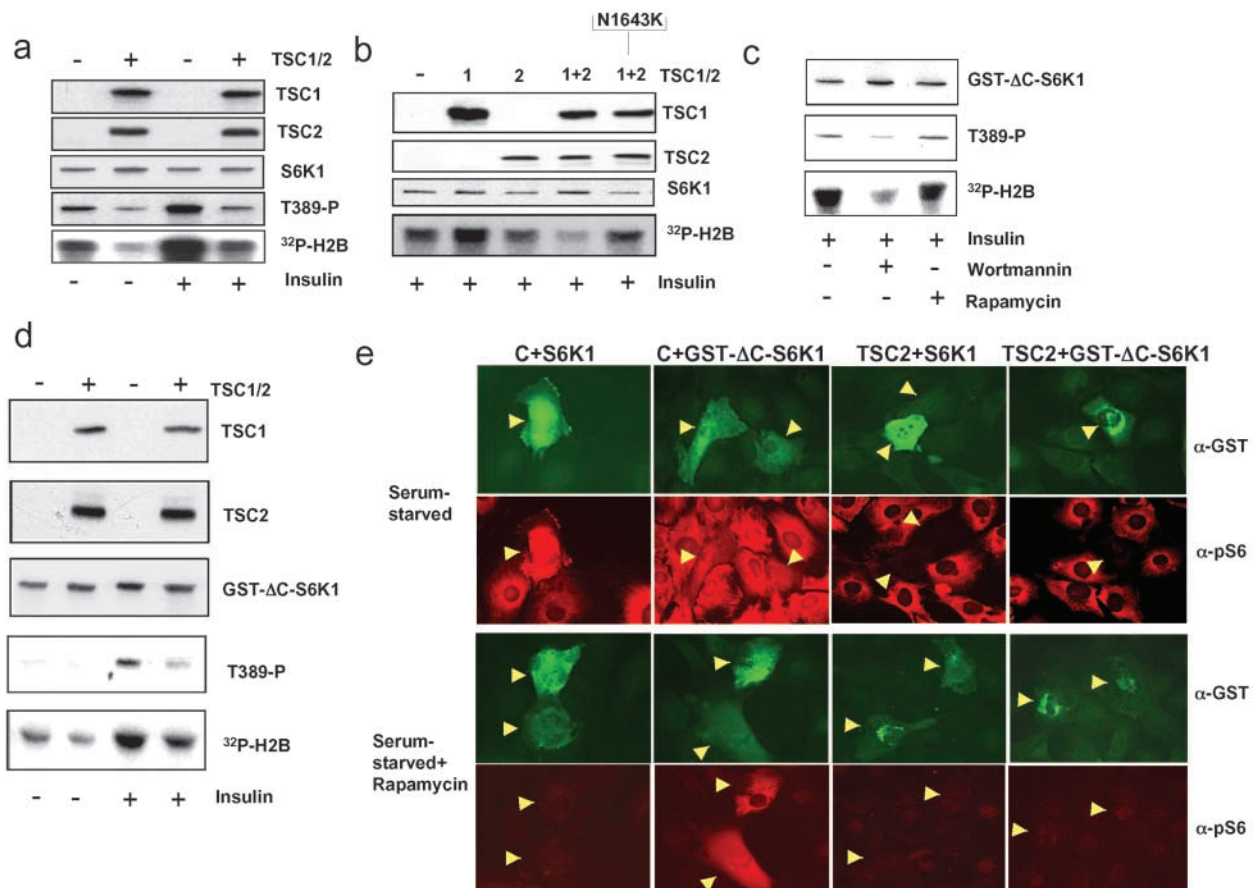 a
- + - + TSC1/2
TSC1
TSC2
S6K1
T389-P
³²P-H2B
- - + + Insulin
b
N1643K
- 1 2 1+2 1+2 TSC1/2
TSC1
TSC2
S6K1
³²P-H2B
+ + + + + Insulin
c
GST-ΔC-S6K1
T389-P
³²P-H2B
+ + + Insulin
- + - Wortmannin
- - + Rapamycin
d
- + - + TSC1/2
TSC1
TSC2
GST-ΔC-S6K1
T389-P
³²P-H2B
- - + + Insulin
e
C+S6K1 C+GST-ΔC-S6K1 TSC2+S6K1 TSC2+GST-ΔC-S6K1
α-GST
Serum-
starved
α-pS6
α-GST
Serum-
starved+
Rapamycin
α-pS6